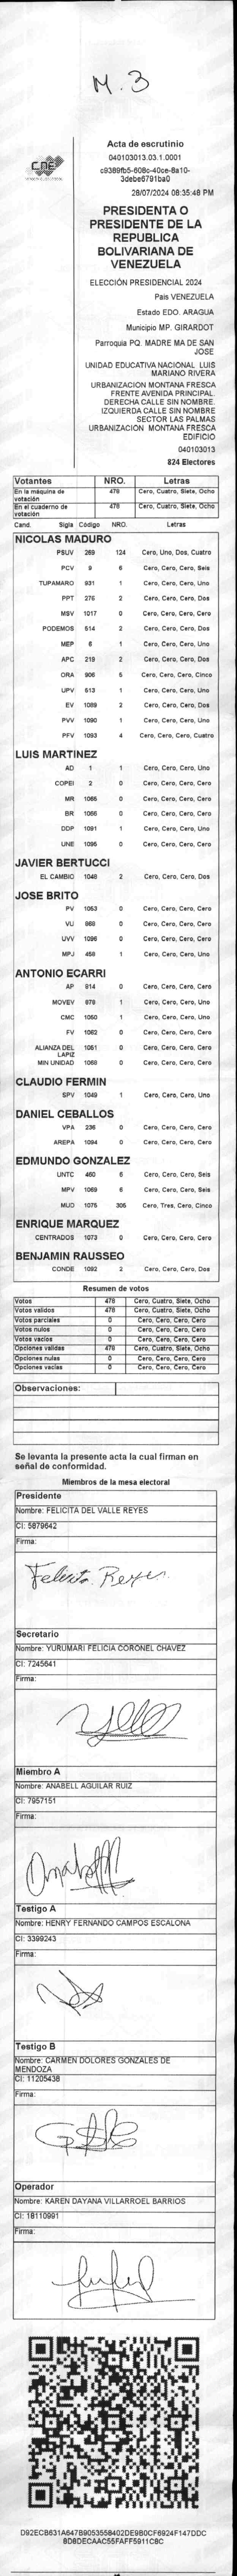 M. 3
CNE
Acta de escrutinio
040103013.03.1.0001
c9389fb5-608c-40ce-8a10-
3debe6791ba0
28/07/2024 08:35:48 PM
PRESIDENTA O
PRESIDENTE DE LA
REPUBLICA
BOLIVARIANA DE
VENEZUELA
ELECCIÓN PRESIDENCIAL 2024
Pais VENEZUELA
Estado EDO. ARAGUA
Municipio MP. GIRARDOT
Parroquia PQ. MADRE MA DE SAN
JOSE
UNIDAD EDUCATIVA NACIONAL LUIS
MARIANO RIVERA
URBANIZACION MONTANA FRESCA
FRENTE AVENIDA PRINCIPAL.
DERECHA CALLE SIN NOMBRE.
IZQUIERDA CALLE SIN NOMBRE
SECTOR LAS PALMAS
URBANIZACION MONTANA FRESCA
EDIFICIO
040103013
824 Electores
Votantes NRO. Letras
En la máquina de votación 478 Cero, Cuatro, Siete, Ocho
En el cuaderno de votación 478 Cero, Cuatro, Siete, Ocho
Cand. Sigla Código NRO. Letras
NICOLAS MADURO
PSUV 269 124 Cero, Uno, Dos, Cuatro
PCV 9 6 Cero, Cero, Cero, Seis
TUPAMARO 931 1 Cero, Cero, Cero, Uno
PPT 276 2 Cero, Cero, Cero, Dos
MSV 1017 0 Cero, Cero, Cero, Cero
PODEMOS 514 2 Cero, Cero, Cero, Dos
MEP 6 1 Cero, Cero, Cero, Uno
APC 219 2 Cero, Cero, Cero, Dos
ORA 906 5 Cero, Cero, Cero, Cinco
UPV 513 1 Cero, Cero, Cero, Uno
EV 1089 2 Cero, Cero, Cero, Dos
PVV 1090 1 Cero, Cero, Cero, Uno
PFV 1093 4 Cero, Cero, Cero, Cuatro
LUIS MARTINEZ
AD 1 1 Cero, Cero, Cero, Uno
COPEI 2 0 Cero, Cero, Cero, Cero
MR 1065 0 Cero, Cero, Cero, Cero
BR 1066 0 Cero, Cero, Cero, Cero
DDP 1091 1 Cero, Cero, Cero, Uno
UNE 1095 0 Cero, Cero, Cero, Cero
JAVIER BERTUCCI
EL CAMBIO 1046 2 Cero, Cero, Cero, Dos
JOSE BRITO
PV 1053 0 Cero, Cero, Cero, Cero
VU 868 0 Cero, Cero, Cero, Cero
UVV 1096 0 Cero, Cero, Cero, Cero
MPJ 458 1 Cero, Cero, Cero, Uno
ANTONIO ECARRI
AP 814 0 Cero, Cero, Cero, Cero
MOVEV 878 1 Cero, Cero, Cero, Uno
CMC 1050 1 Cero, Cero, Cero, Uno
FV 1062 0 Cero, Cero, Cero, Cero
ALIANZA DEL LAPIZ 1051 0 Cero, Cero, Cero, Cero
MIN UNIDAD 1068 0 Cero, Cero, Cero, Cero
CLAUDIO FERMIN
SPV 1049 1 Cero, Cero, Cero, Uno
DANIEL CEBALLOS
VPA 236 0 Cero, Cero, Cero, Cero
AREPA 1094 0 Cero, Cero, Cero, Cero
EDMUNDO GONZALEZ
UNTC 460 6 Cero, Cero, Cero, Seis
MPV 1069 6 Cero, Cero, Cero, Seis
MUD 1075 305 Cero, Tres, Cero, Cinco
ENRIQUE MARQUEZ
CENTRADOS 1073 0 Cero, Cero, Cero, Cero
BENJAMIN RAUSSEO
CONDE 1092 2 Cero, Cero, Cero, Dos
Resumen de votos
Votos 478 Cero, Cuatro, Siete, Ocho
Votos validos 478 Cero, Cuatro, Siete, Ocho
Votos parciales 0 Cero, Cero, Cero, Cero
Votos nulos 0 Cero, Cero, Cero, Cero
Votos vacios 0 Cero, Cero, Cero, Cero
Opciones validas 478 Cero, Cuatro, Siete, Ocho
Opciones nulas 0 Cero, Cero, Cero, Cero
Opciones vacias 0 Cero, Cero, Cero, Cero
Observaciones:
Se levanta la presente acta la cual firman en
señal de conformidad.
Miembros de la mesa electoral
Presidente
Nombre: FELICITA DEL VALLE REYES
CI: 5879642
Firma:
Secretario
Nombre: YURUMARI FELICIA CORONEL CHAVEZ
CI: 7245641
Firma:
Miembro A
Nombre: ANABELL AGUILAR RUIZ
CI: 7957151
Firma:
Testigo A
Nombre: HENRY FERNANDO CAMPOS ESCALONA
CI: 3399243
Firma:
Testigo B
Nombre: CARMEN DOLORES GONZALES DE
MENDOZA
CI: 11205438
Firma:
Operador
Nombre: KAREN DAYANA VILLARROEL BARRIOS
CI: 18110991
Firma:
D92ECB631A647B9053558402DE9B0CF6924F147DDC
8D8DECAAC55FAFF5911C8C